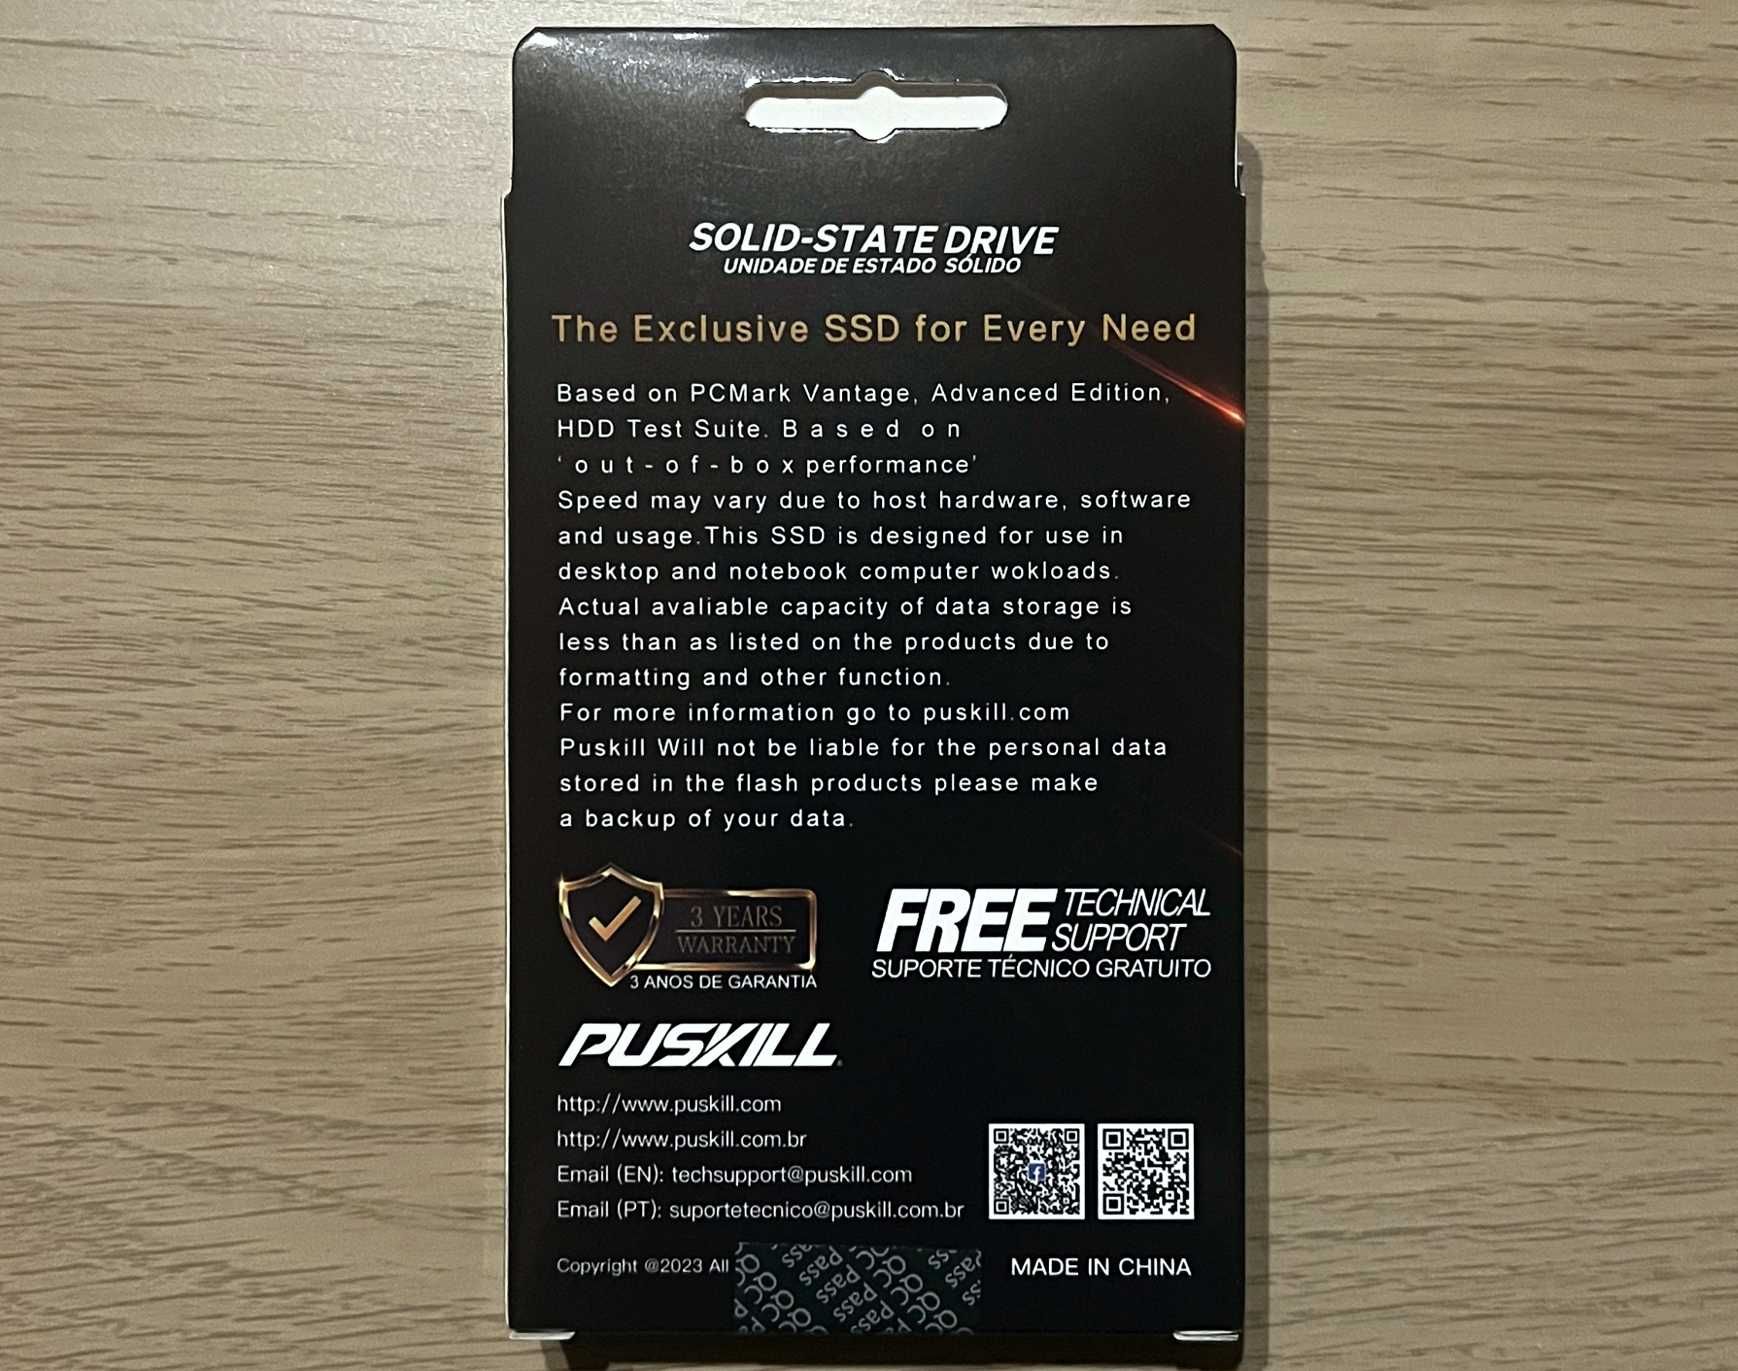 SOLID-STATE DRIVE
UNIDADE DE ESTADO SÓLIDO
The Exclusive SSD for Every Need
Based on PCMark Vantage, Advanced Edition,
HDD Test Suite. Based on
‘out-of-box performance’
Speed may vary due to host hardware, software
and usage.This SSD is designed for use in
desktop and notebook computer wokloads.
Actual avaliable capacity of data storage is
less than as listed on the products due to
formatting and other function.
For more information go to puskill.com
Puskill Will not be liable for the personal data
stored in the flash products please make
a backup of your data.
3 YEARS
WARRANTY
3 ANOS DE GARANTIA
FREE TECHNICAL
SUPPORT
SUPORTE TÉCNICO GRATUITO
PUSKILL
http://www.puskill.com
http://www.puskill.com.br
Email (EN): techsupport@puskill.com
Email (PT): suportetecnico@puskill.com.br
Copyright @2023 All
QC Pass
MADE IN CHINA